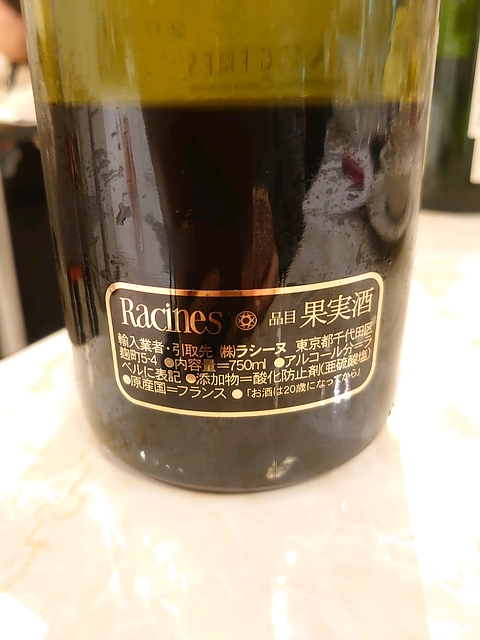 Racines 品目 果実酒
輸入業者・引取先 (株)ラシーヌ 東京都千代田区
麹町5-4 ●内容量=750ml ●アルコール分=ラ
ベルに表記 ●添加物=酸化防止剤(亜硫酸塩)
●原産国=フランス ●「お酒は20歳になってから」